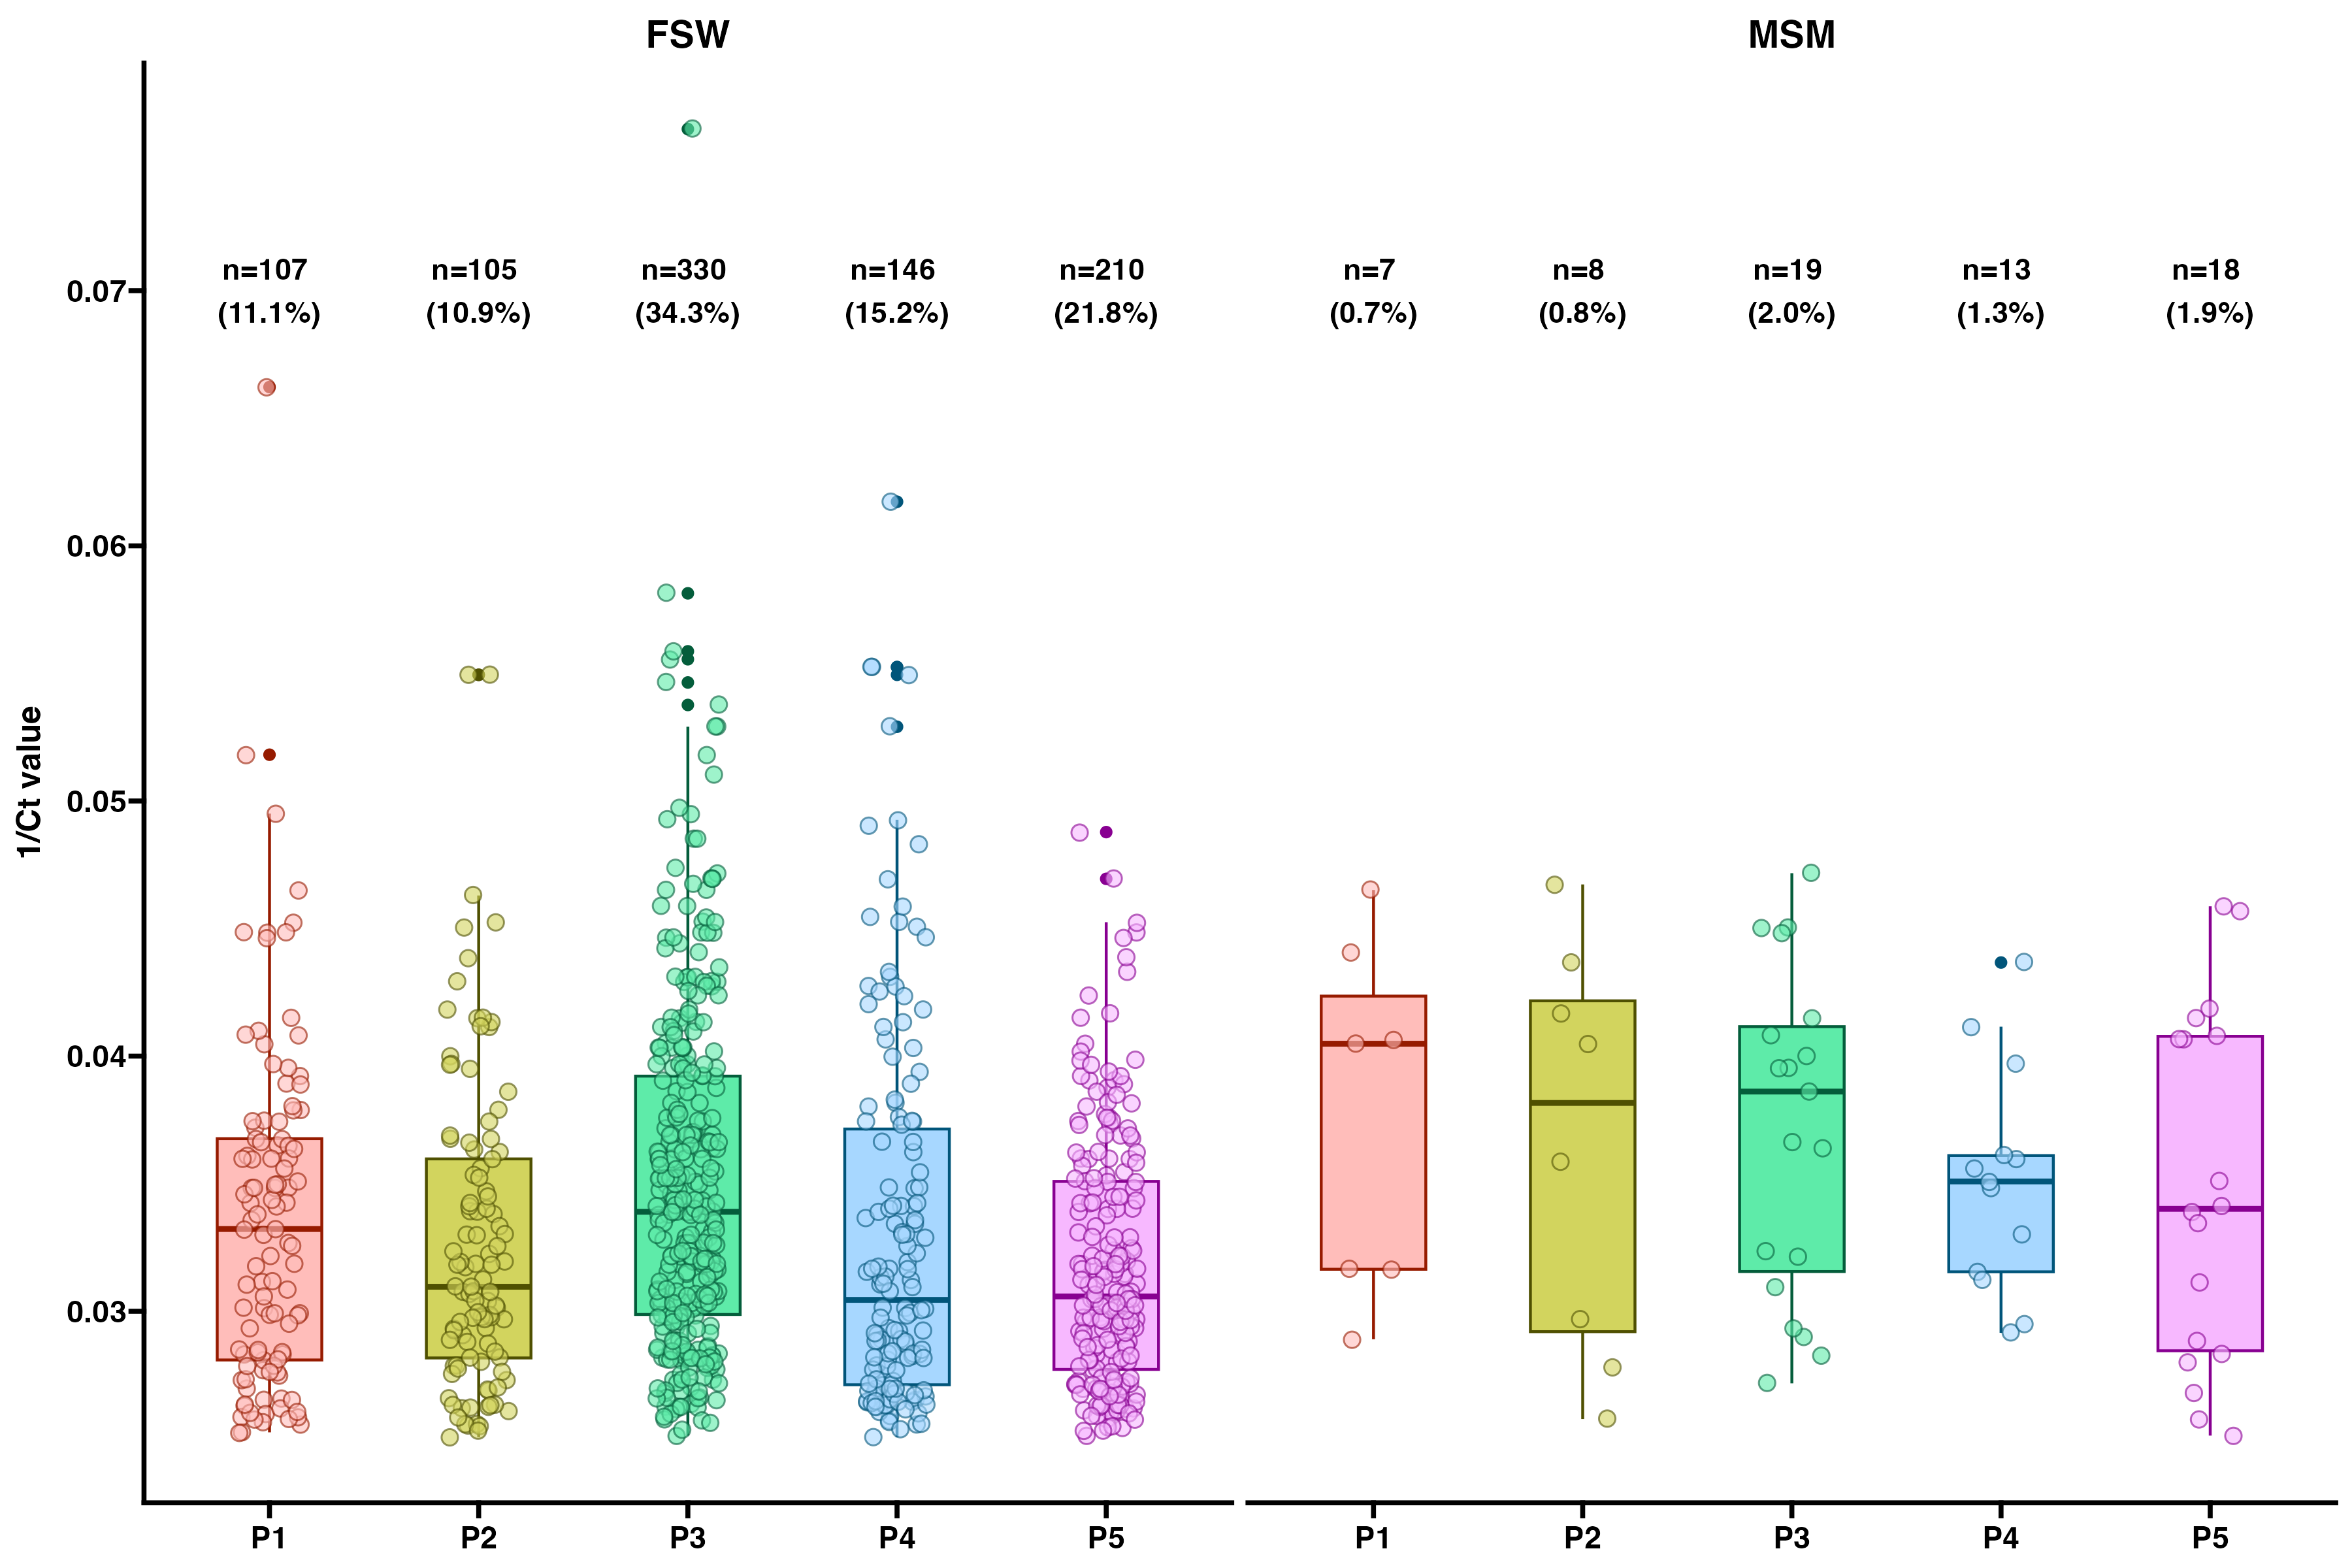 FSW
MSM
n=107
(11.1%)
n=105
(10.9%)
n=330
(34.3%)
n=146
(15.2%)
n=210
(21.8%)
n=7
(0.7%)
n=8
(0.8%)
n=19
(2.0%)
n=13
(1.3%)
n=18
(1.9%)
0.07
0.06
0.05
0.04
0.03
1/Ct value
P1
P2
P3
P4
P5
P1
P2
P3
P4
P5